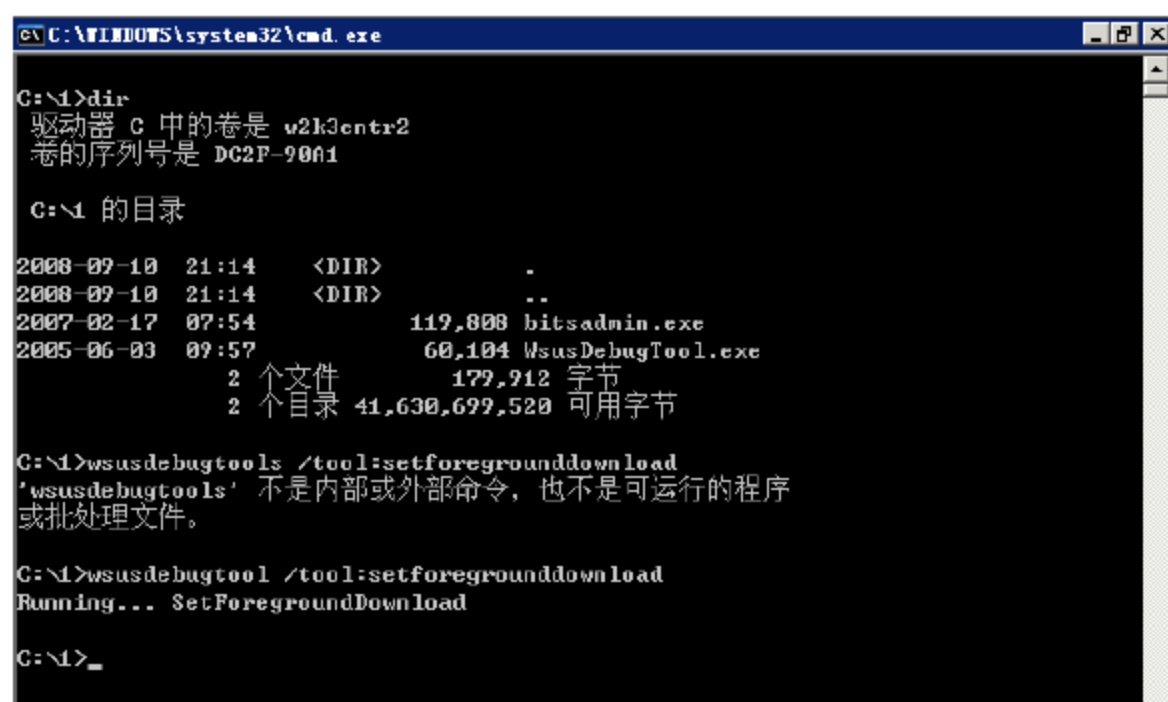 C:\WINDOWS\system32\cmd.exe
C:\1>dir
驱动器 C 中的卷是 w2k3entr2
卷的序列号是 DC2F-90A1
C:\1 的目录
2008-09-10  21:14    <DIR>          .
2008-09-10  21:14    <DIR>          ..
2007-02-17  07:54           119,808 bitsadmin.exe
2005-06-03  09:57            60,104 WsusDebugTool.exe
2 个文件        179,912 字节
2 个目录 41,630,699,520 可用字节
C:\1>wsusdebugtools /tool:setforegrounddownload
'wsusdebugtools' 不是内部或外部命令，也不是可运行的程序
或批处理文件。
C:\1>wsusdebugtool /tool:setforegrounddownload
Running... SetForegroundDownload
C:\1>_